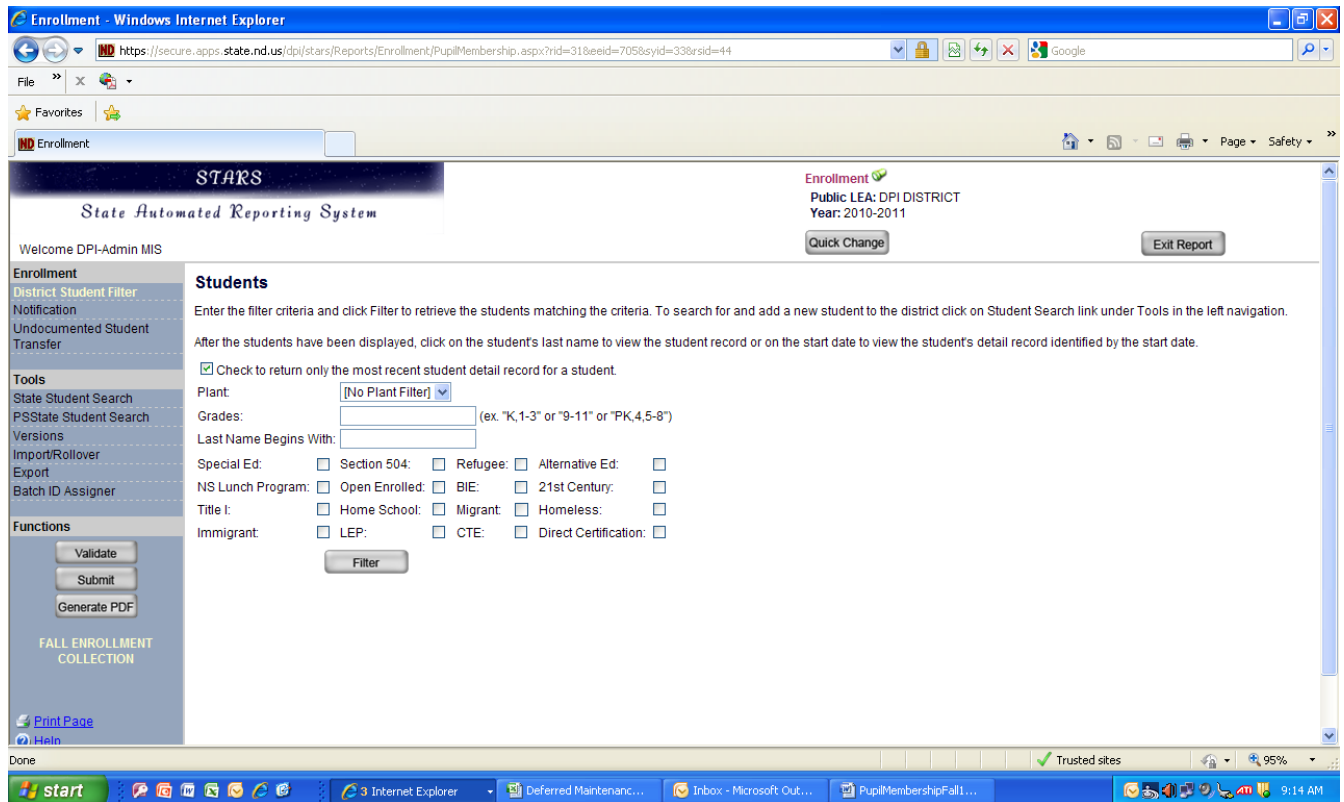 Enrollment - Windows Internet Explorer
ND https://secure.apps.state.nd.us/dpi/stars/Reports/Enrollment/PupilMembership.aspx?rid=31&eeid=705&syid=33&rsid=44
Google
File » x
Favorites
ND Enrollment
Page Safety »
STARS
State Automated Reporting System
Welcome DPI-Admin MIS
Enrollment
Public LEA: DPI DISTRICT
Year: 2010-2011
Quick Change
Exit Report
Enrollment
District Student Filter
Notification
Undocumented Student
Transfer
Tools
State Student Search
PSState Student Search
Versions
Import/Rollover
Export
Batch ID Assigner
Functions
Validate
Submit
Generate PDF
FALL ENROLLMENT
COLLECTION
Print Page
Help
Students
Enter the filter criteria and click Filter to retrieve the students matching the criteria. To search for and add a new student to the district click on Student Search link under Tools in the left navigation.
After the students have been displayed, click on the student's last name to view the student record or on the start date to view the student's detail record identified by the start date.
Check to return only the most recent student detail record for a student.
Plant: [No Plant Filter]
Grades: (ex. "K,1-3" or "9-11" or "PK,4,5-8")
Last Name Begins With:
Special Ed: Section 504: Refugee: Alternative Ed:
NS Lunch Program: Open Enrolled: BIE: 21st Century:
Title I: Home School: Migrant: Homeless:
Immigrant: LEP: CTE: Direct Certification:
Filter
Done
Trusted sites
95%
start
3 Internet Explorer
Deferred Maintenanc...
Inbox - Microsoft Out...
PupilMembershipFall1...
9:14 AM